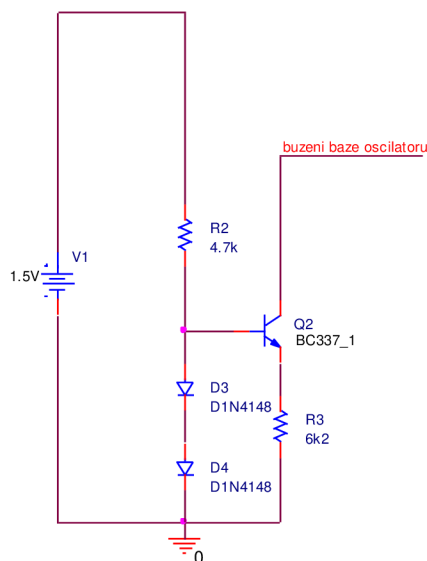 buzeni baze oscilatoru
R2
4.7k
V1
1.5V
Q2
BC337_1
D3
D1N4148
R3
6k2
D4
D1N4148
0